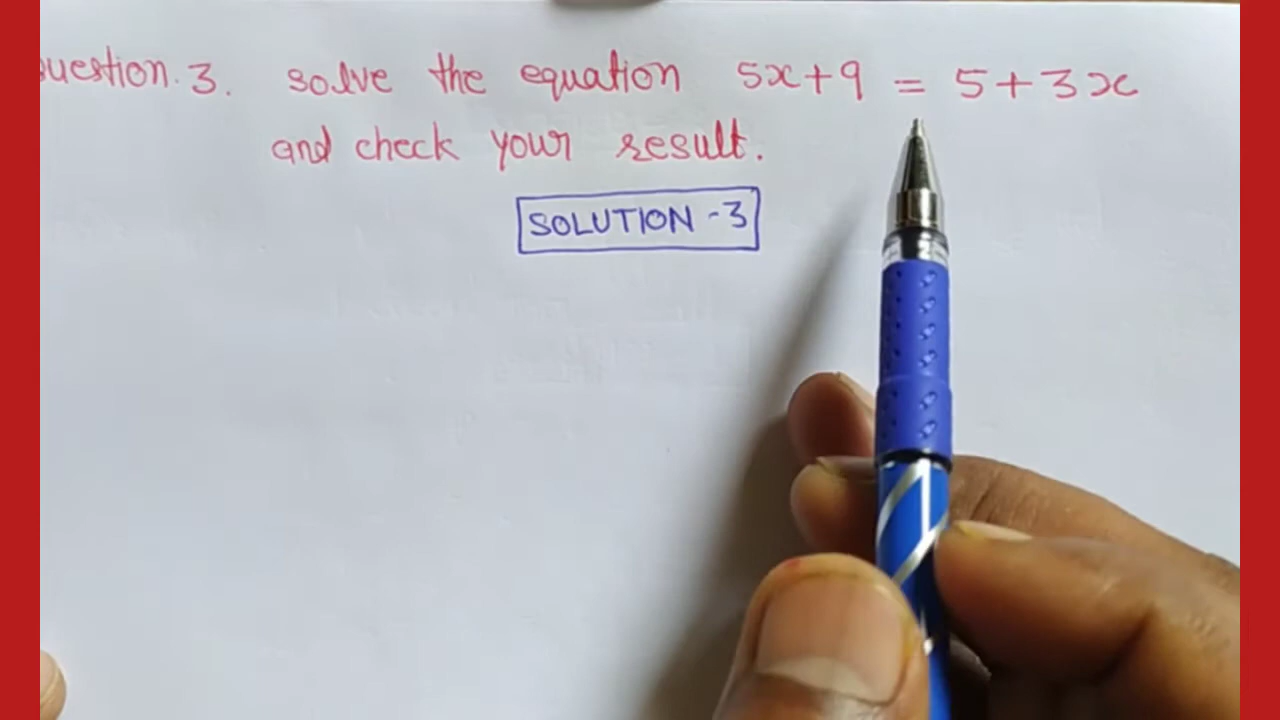 uestion.3. solve the equation 5x+9 = 5+3x
and check your result.
SOLUTION-3